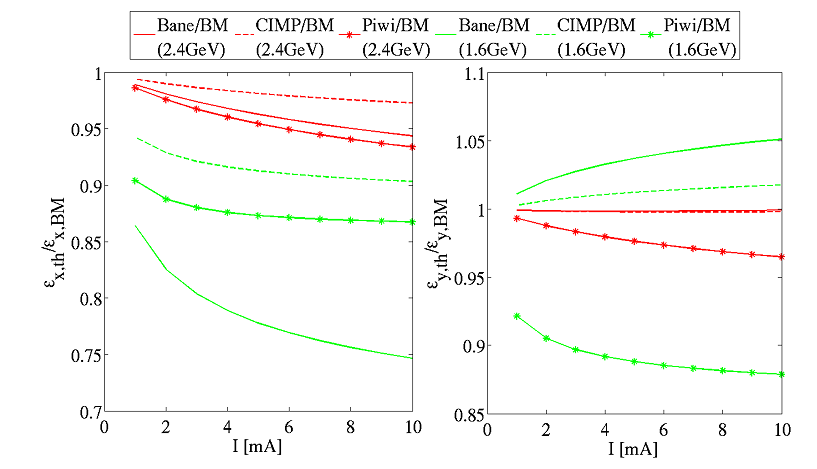 Bane/BM CIMP/BM Piwi/BM Bane/BM CIMP/BM Piwi/BM
(2.4GeV) (2.4GeV) (2.4GeV) (1.6GeV) (1.6GeV) (1.6GeV)
εx,th/εx,BM
1
0.95
0.9
0.85
0.8
0.75
0.7
0 2 4 6 8 10
I [mA]
εy,th/εy,BM
1.1
1.05
1
0.95
0.9
0.85
0 2 4 6 8 10
I [mA]